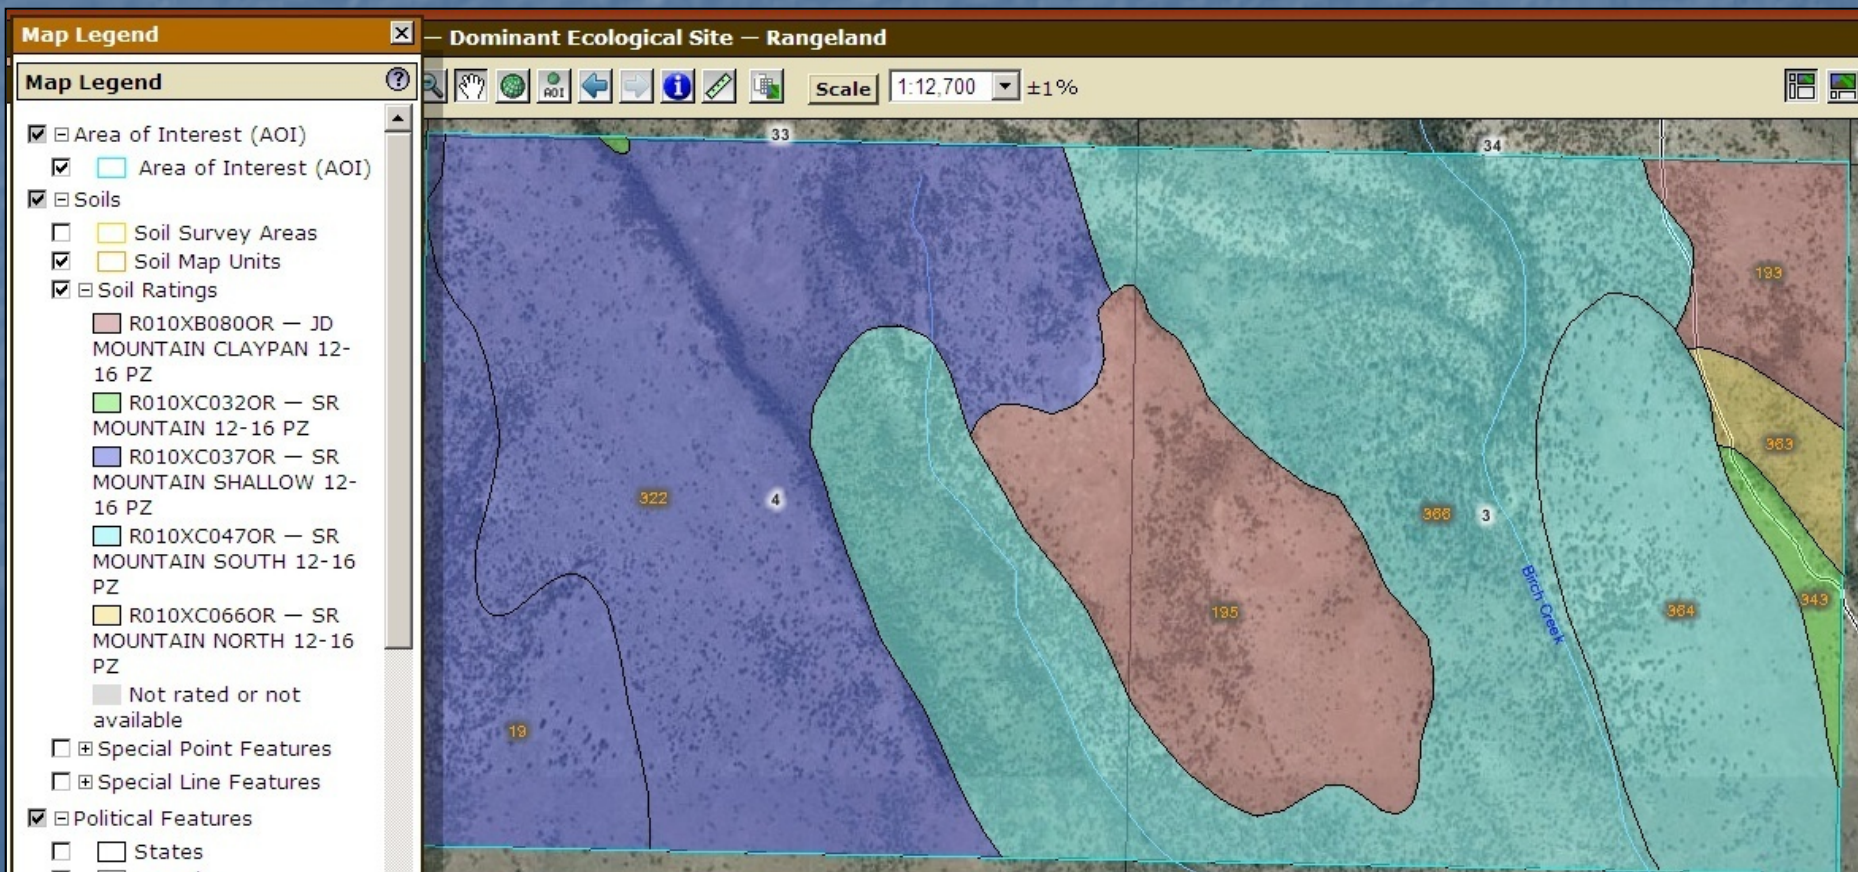 Map Legend
— Dominant Ecological Site — Rangeland
Map Legend
?
AOI
i
Scale
1:12,700
±1%
Area of Interest (AOI)
Area of Interest (AOI)
Soils
Soil Survey Areas
Soil Map Units
Soil Ratings
R010XB080OR — JD
MOUNTAIN CLAYPAN 12-
16 PZ
R010XC032OR — SR
MOUNTAIN 12-16 PZ
R010XC037OR — SR
MOUNTAIN SHALLOW 12-
16 PZ
R010XC047OR — SR
MOUNTAIN SOUTH 12-16
PZ
R010XC066OR — SR
MOUNTAIN NORTH 12-16
PZ
Not rated or not
available
Special Point Features
Special Line Features
Political Features
States
33
34
193
363
322
4
366
3
Birch Creek
195
364
343
19